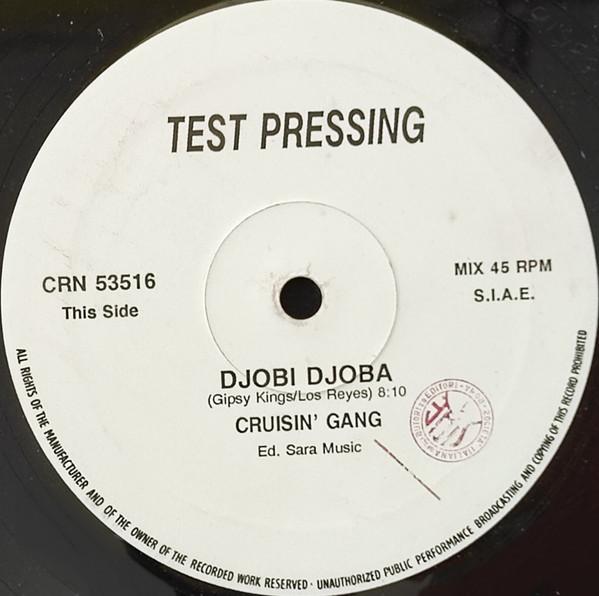 TEST PRESSING
CRN 53516
This Side
MIX 45 RPM
S.I.A.E.
DJOBI DJOBA
(Gipsy Kings/Los Reyes) 8:10
CRUISIN' GANG
Ed. Sara Music
ALL RIGHTS OF THE MANUFACTURER AND OF THE OWNER OF THE RECORDED WORK RESERVED · UNAUTHORIZED PUBLIC PERFORMANCE BROADCASTING AND COPYING OF THIS RECORD PROHIBITED